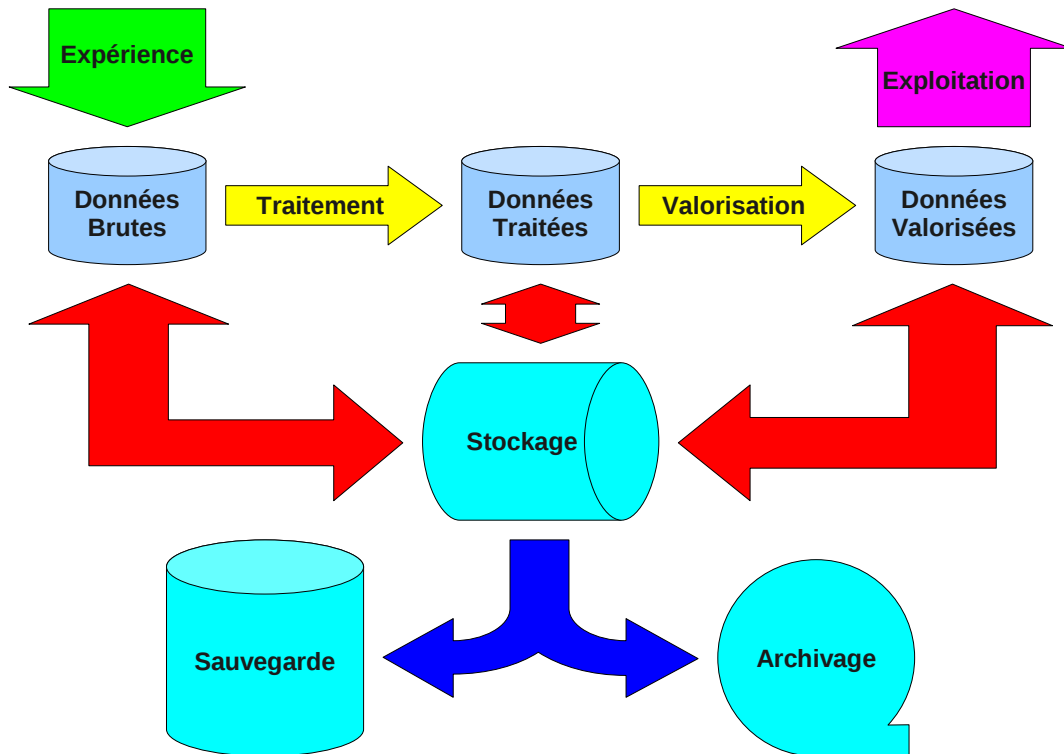 Expérience
Exploitation
Données
Brutes
Traitement
Données
Traitées
Valorisation
Données
Valorisées
Stockage
Sauvegarde
Archivage